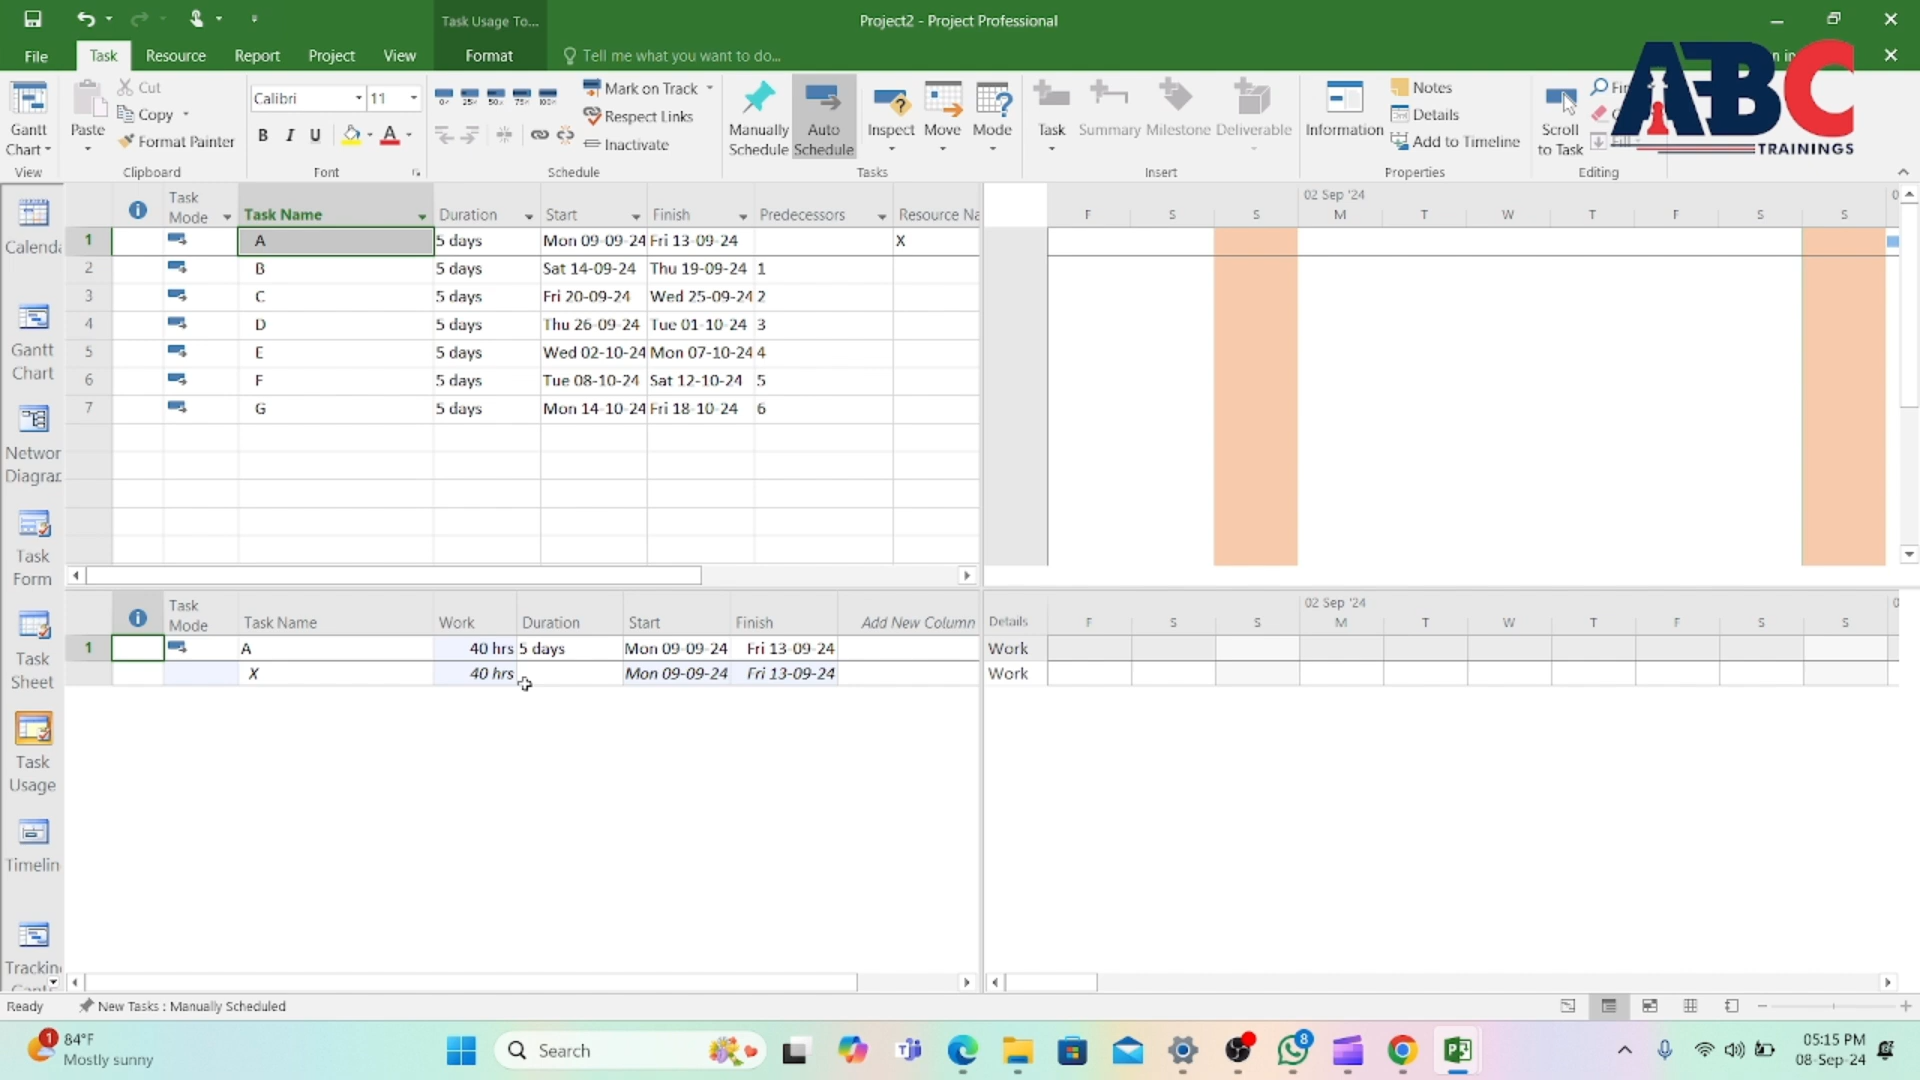 Task Usage To...
Project2 - Project Professional
File
Task
Resource
Report
Project
View
Format
Tell me what you want to do...
ABC
TRAININGS
Gantt
Chart
Paste
Cut
Copy
Format Painter
Calibri
11
B I U
Mark on Track
Respect Links
Inactivate
Manually
Schedule
Auto
Schedule
Inspect
Move
Mode
Task
Summary
Milestone
Deliverable
Information
Notes
Details
Add to Timeline
Scroll
to Task
View
Clipboard
Font
Schedule
Tasks
Insert
Properties
Editing
Task
Mode
Task Name
Duration
Start
Finish
Predecessors
Resource Na
02 Sep '24
F S S M T W T F S S
1 A 5 days Mon 09-09-24 Fri 13-09-24 X
2 B 5 days Sat 14-09-24 Thu 19-09-24 1
3 C 5 days Fri 20-09-24 Wed 25-09-24 2
4 D 5 days Thu 26-09-24 Tue 01-10-24 3
5 E 5 days Wed 02-10-24 Mon 07-10-24 4
6 F 5 days Tue 08-10-24 Sat 12-10-24 5
7 G 5 days Mon 14-10-24 Fri 18-10-24 6
Calenda
Gantt
Chart
Networ
Diagrar
Task
Form
Task
Sheet
Task
Usage
Timelin
Trackin
Task
Mode
Task Name
Work
Duration
Start
Finish
Add New Column
Details
02 Sep '24
F S S M T W T F S S
1 A 40 hrs 5 days Mon 09-09-24 Fri 13-09-24 Work
X 40 hrs Mon 09-09-24 Fri 13-09-24 Work
Ready
New Tasks : Manually Scheduled
1
84°F
Mostly sunny
Search
8
05:15 PM
08-Sep-24